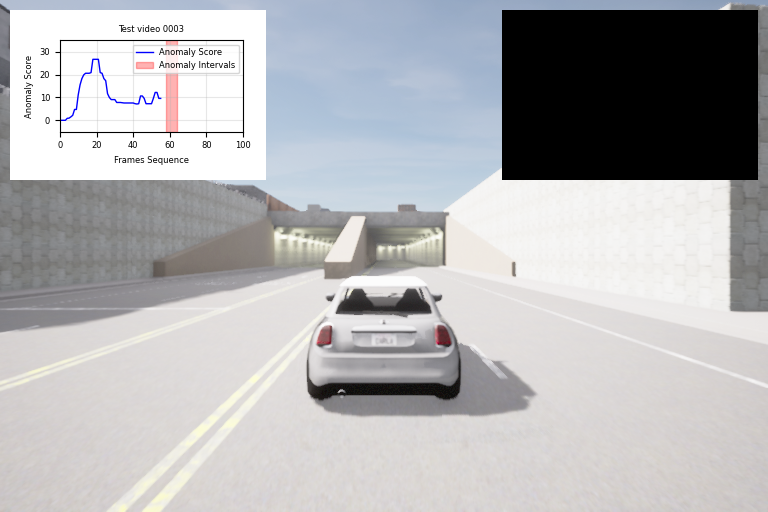 Test video 0003
Anomaly Score
30
20
10
0
Anomaly Score
Anomaly Intervals
0 20 40 60 80 100
Frames Sequence